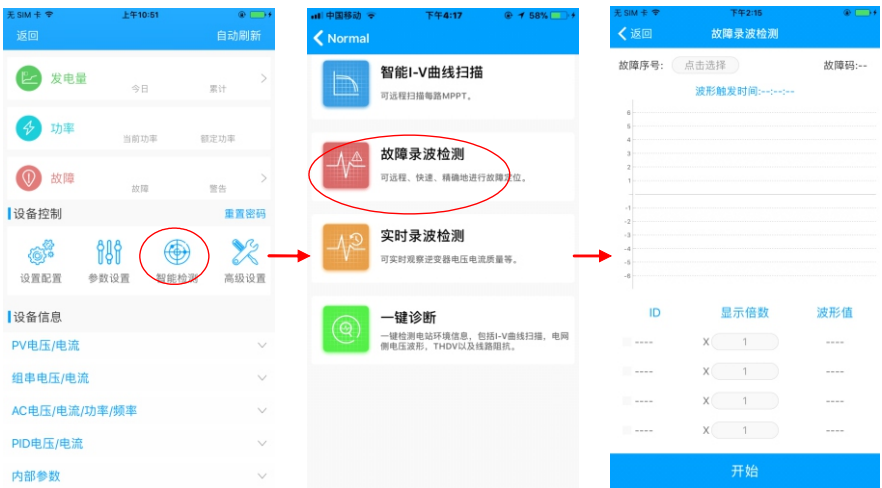 无 SIM 卡 上午10:51
返回 自动刷新
发电量 今日 累计
功率 当前功率 额定功率
故障 故障 警告
设备控制 重置密码
设置配置 参数设置 智能检测 高级设置
设备信息
PV电压/电流
组串电压/电流
AC电压/电流/功率/频率
PID电压/电流
内部参数
中国移动 下午4:17 58%
Normal
智能I-V曲线扫描
可远程扫描每路MPPT。
故障录波检测
可远程、快速、精确地进行故障定位。
实时录波检测
可实时观察逆变器电压电流质量等。
一键诊断
一键检测电站环境信息，包括I-V曲线扫描，电网
侧电压波形，THDV以及线路阻抗。
无 SIM 卡 下午2:15
返回 故障录波检测
故障序号: 点击选择 故障码:--
波形触发时间:--:--:--
6
5
4
3
2
1
-1
-2
-3
-4
-5
-6
ID 显示倍数 波形值
---- X 1 ----
---- X 1 ----
---- X 1 ----
---- X 1 ----
开始